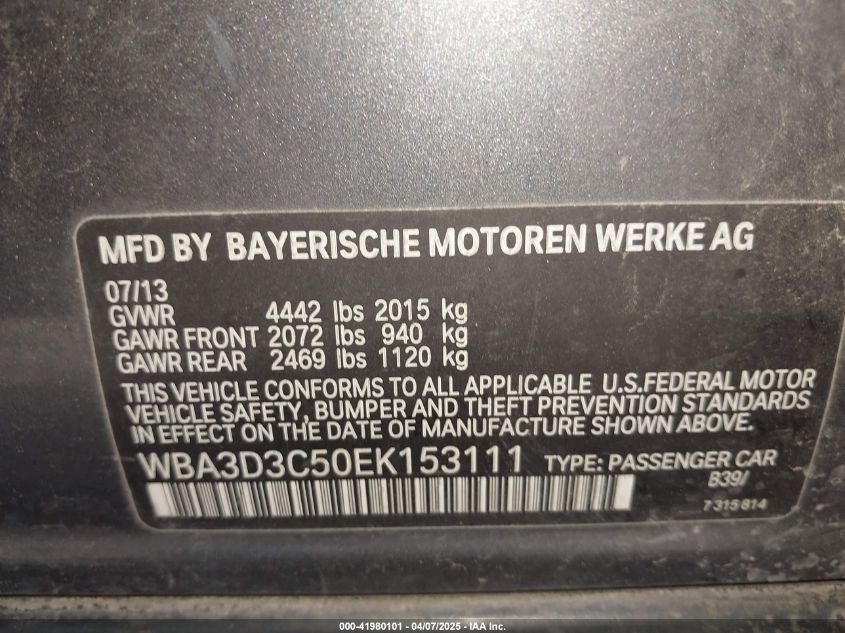 MFD BY BAYERISCHE MOTOREN WERKE AG
07/13
GVWR 4442 lbs 2015 kg
GAWR FRONT 2072 lbs 940 kg
GAWR REAR 2469 lbs 1120 kg
THIS VEHICLE CONFORMS TO ALL APPLICABLE U.S.FEDERAL MOTOR
VEHICLE SAFETY, BUMPER AND THEFT PREVENTION STANDARDS
IN EFFECT ON THE DATE OF MANUFACTURE SHOWN ABOVE.
WBA3D3C50EK153111 TYPE: PASSENGER CAR
B39/
7315814
000-41980101 - 04/07/2025 - IAA Inc.